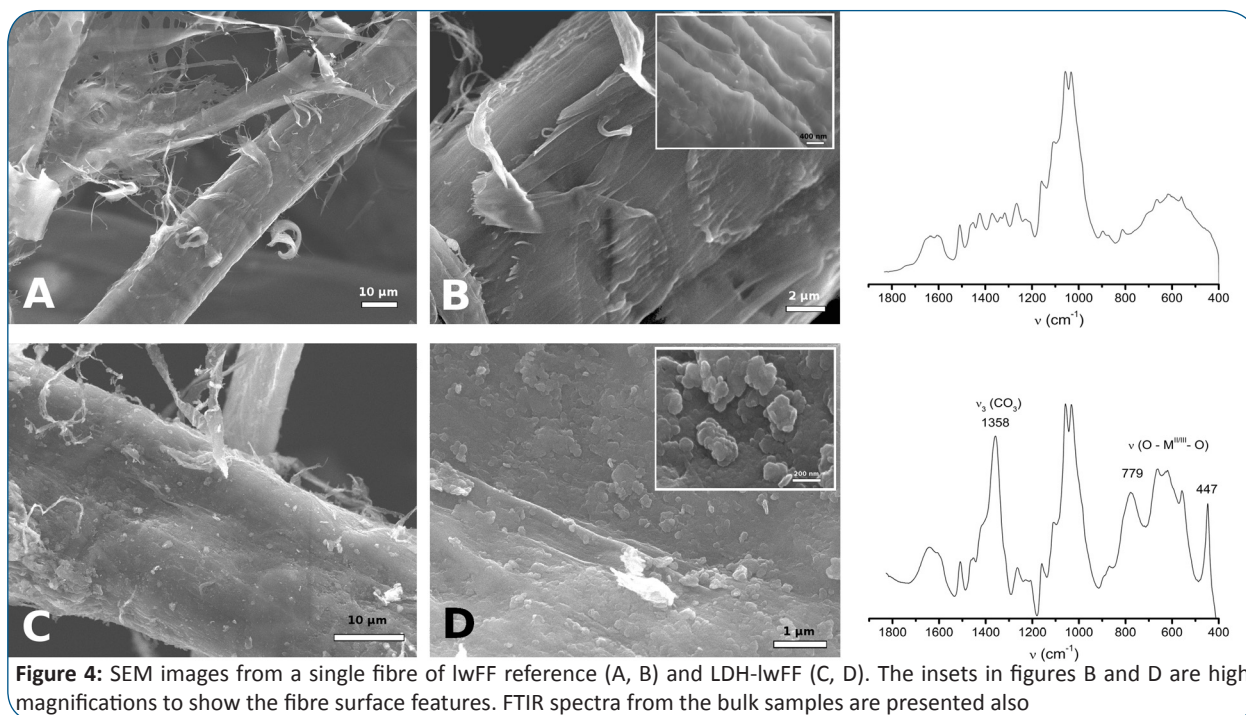 A
10 µm
B
2 µm
400 nm
1800 1600 1400 1200 1000 800 600 400
ν (cm⁻¹)
C
10 µm
D
1 µm
200 nm
ν₃ (CO₃)
1358
ν (O - Mᴵᴵ/ᴵᴵᴵ- O)
779
447
1800 1600 1400 1200 1000 800 600 400
ν (cm⁻¹)
Figure 4: SEM images from a single fibre of lwFF reference (A, B) and LDH-lwFF (C, D). The insets in figures B and D are high
magnifications to show the fibre surface features. FTIR spectra from the bulk samples are presented also